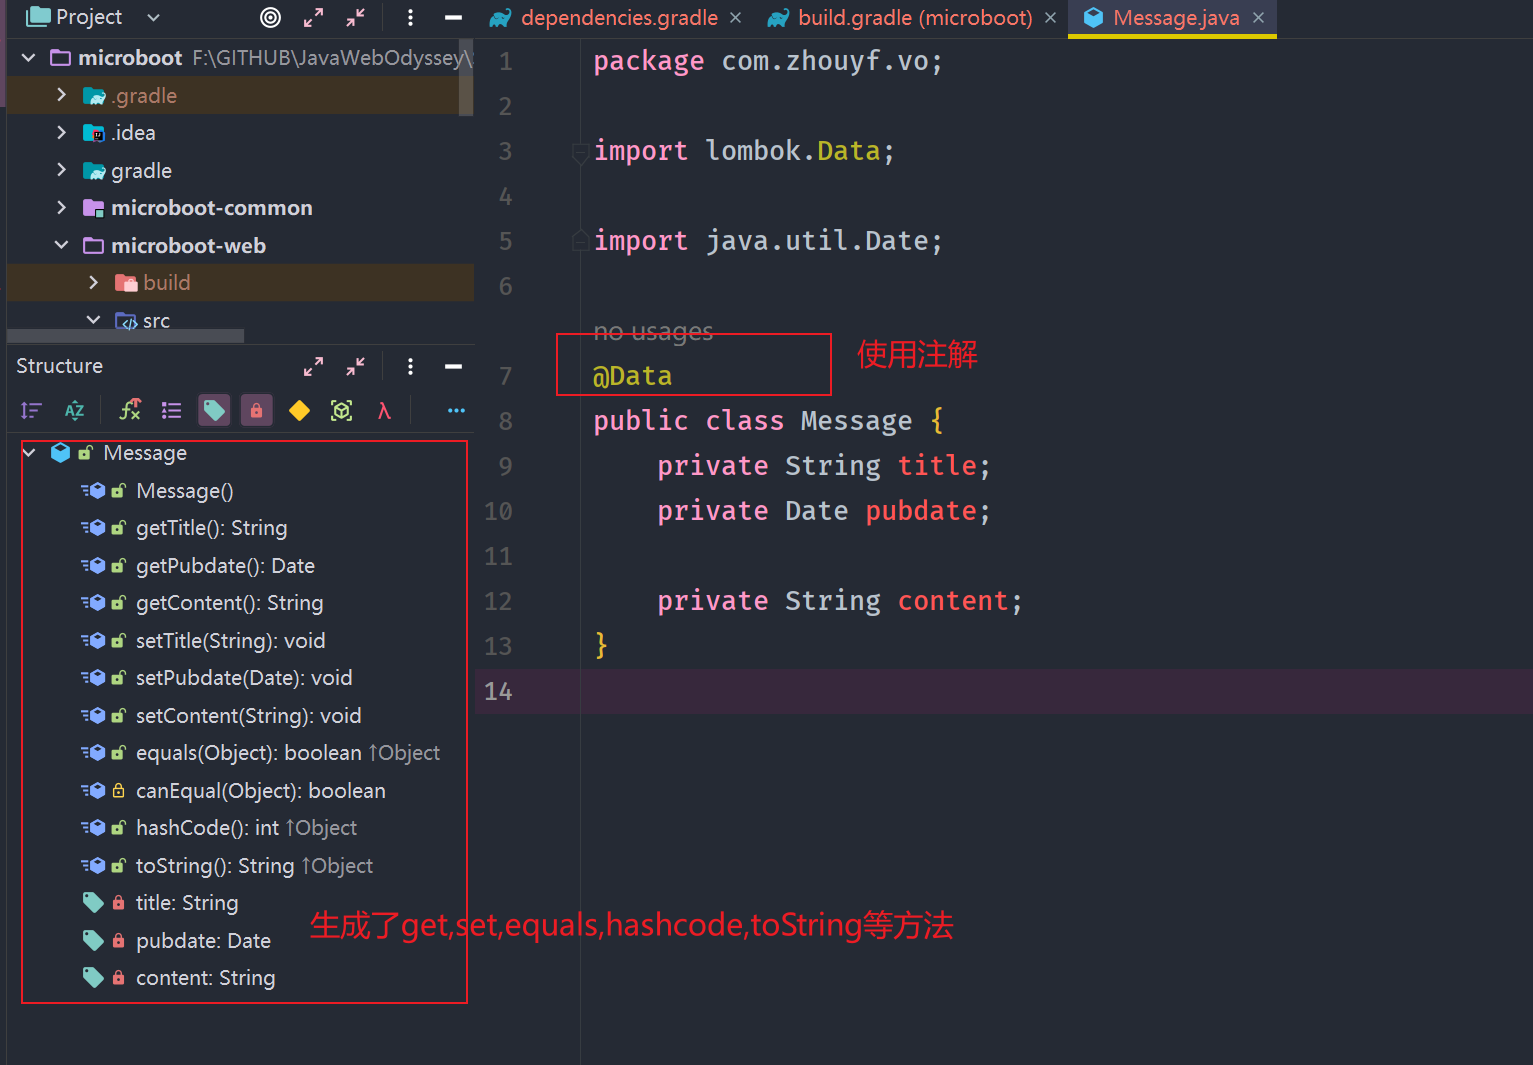 Project
dependencies.gradle
build.gradle (microboot)
Message.java
microboot F:\GITHUB\JavaWebOdyssey\
.gradle
.idea
gradle
microboot-common
microboot-web
build
src
Structure
Message
Message()
getTitle(): String
getPubdate(): Date
getContent(): String
setTitle(String): void
setPubdate(Date): void
setContent(String): void
equals(Object): boolean ↑Object
canEqual(Object): boolean
hashCode(): int ↑Object
toString(): String ↑Object
title: String
pubdate: Date
content: String
1 package com.zhouyf.vo;
2
3 import lombok.Data;
4
5 import java.util.Date;
6
no usages
7 @Data
使用注解
8 public class Message {
9 private String title;
10 private Date pubdate;
11
12 private String content;
13 }
14
生成了get,set,equals,hashcode,toString等方法